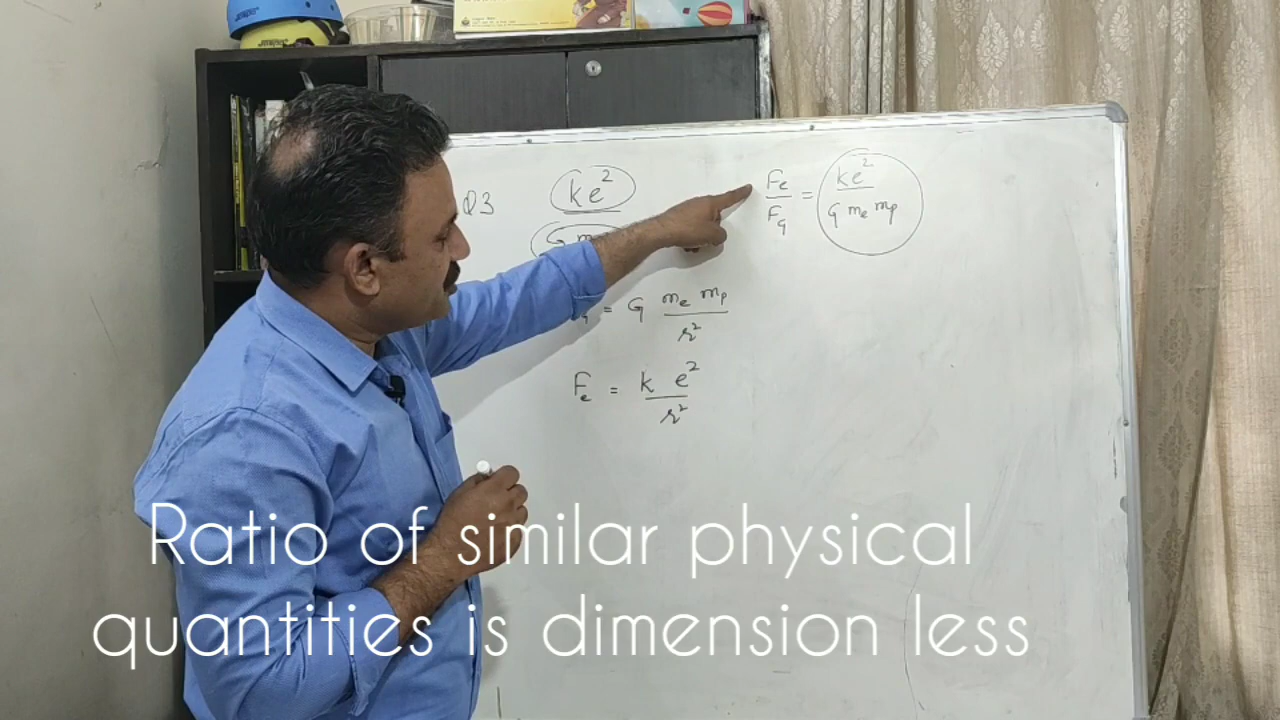 Q3
ke²
G m
Fe/FG = ke²/G me mp
G = G me mp/r²
Fe = k e²/r²
Ratio of similar physical
quantities is dimension less